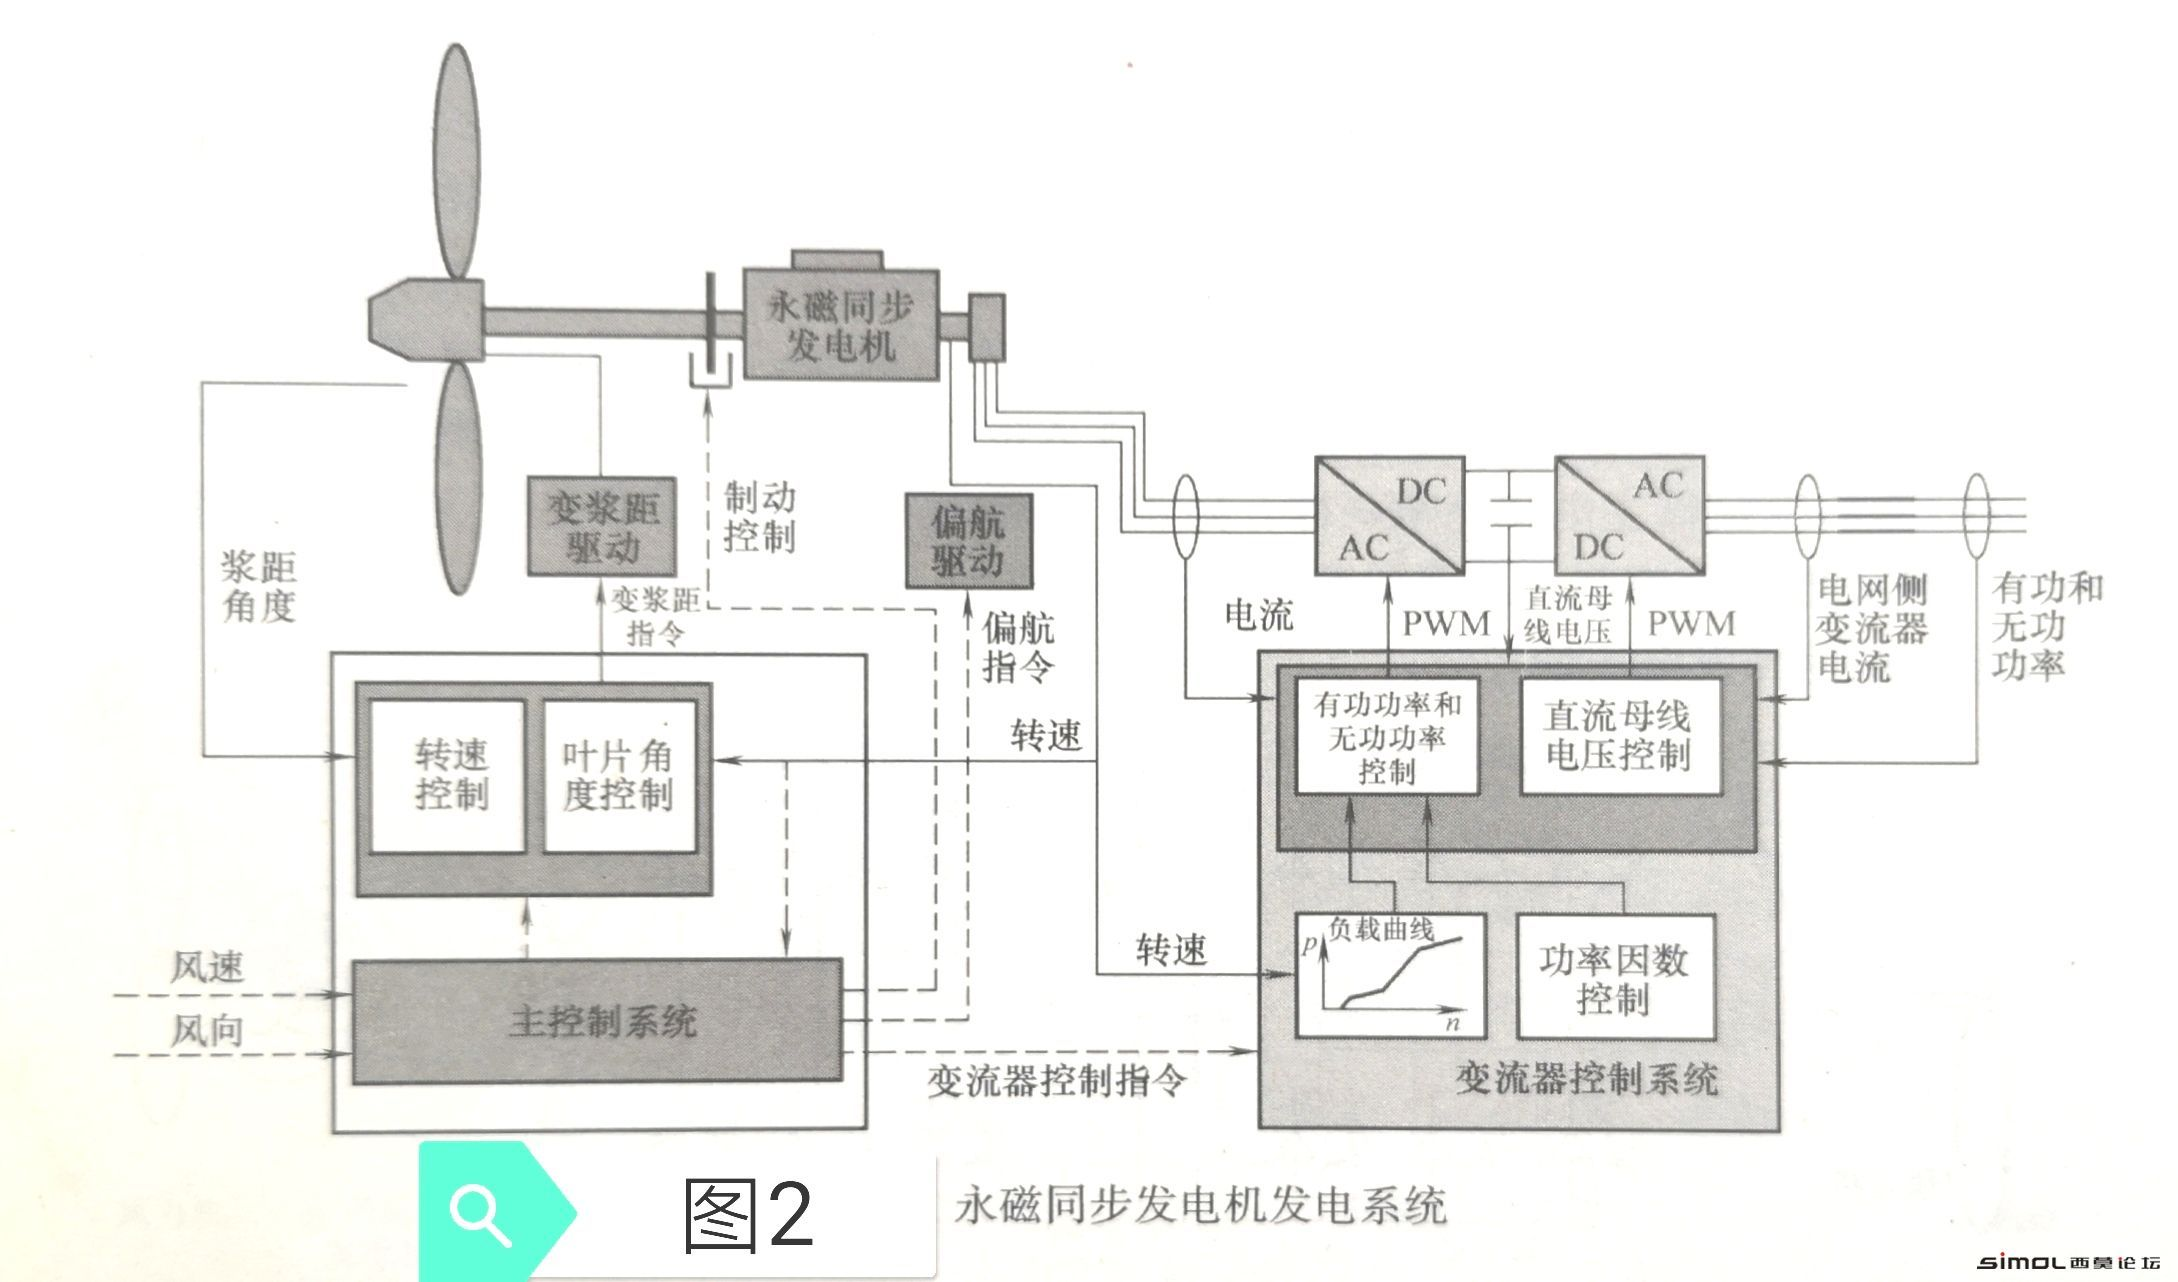 永磁同步
发电机
变浆距
驱动
制动
控制
偏航
驱动
浆距
角度
变浆距
指令
偏航
指令
DC
AC
AC
DC
电流
PWM
直流母
线电压
PWM
电网侧
变流器
电流
有功和
无功
功率
转速
控制
叶片角
度控制
转速
有功功率和
无功功率
控制
直流母线
电压控制
风速
风向
主控制系统
转速
负载曲线
p
n
功率因数
控制
变流器控制指令
变流器控制系统
图2
永磁同步发电机发电系统
simol西莫论坛